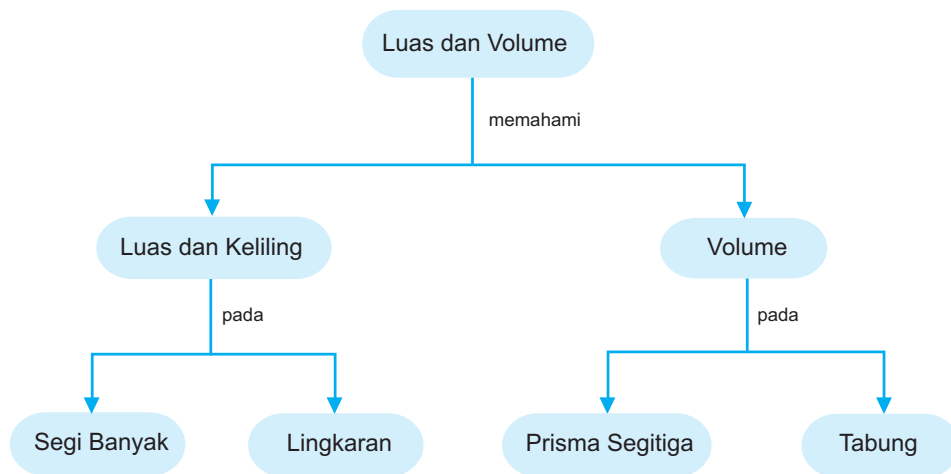 Luas dan Volume
memahami
Luas dan Keliling
Volume
pada
pada
Segi Banyak
Lingkaran
Prisma Segitiga
Tabung